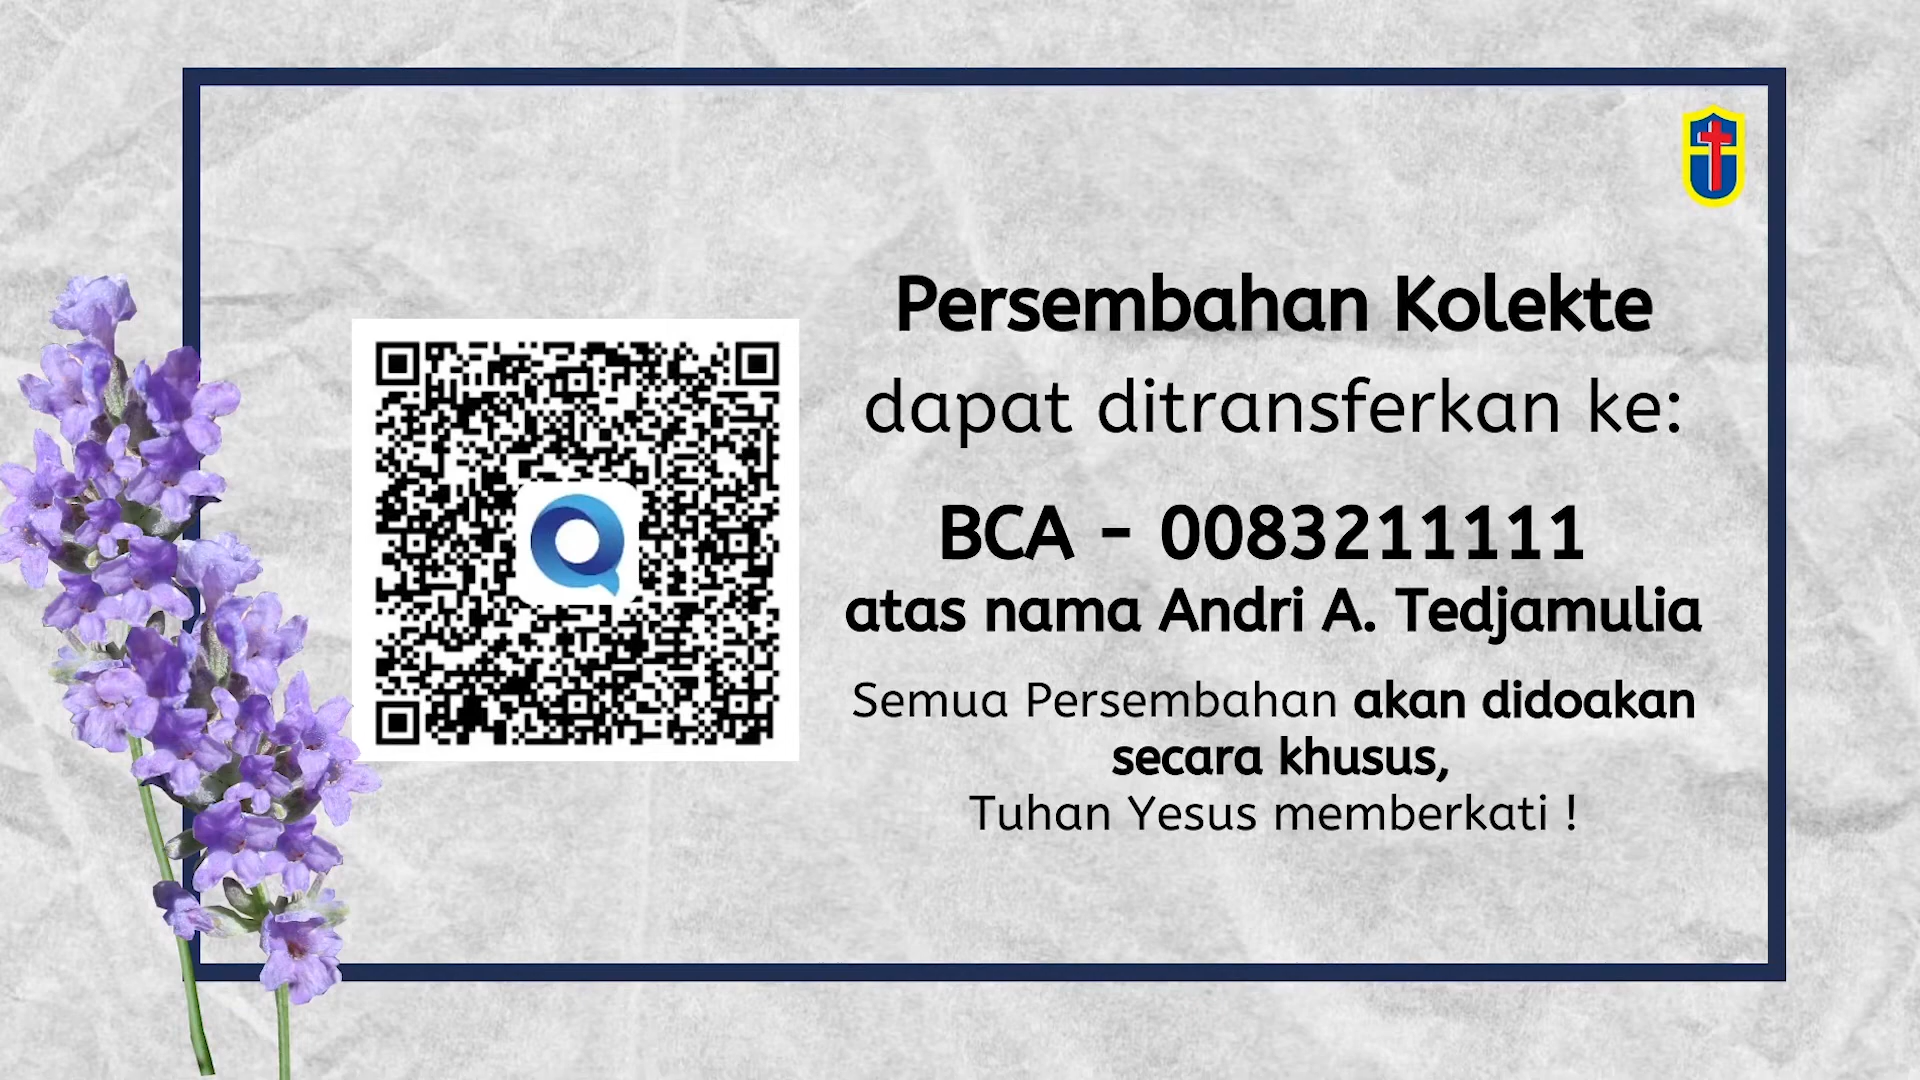 Persembahan Kolekte
dapat ditransferkan ke:
BCA - 0083211111
atas nama Andri A. Tedjamulia
Semua Persembahan akan didoakan
secara khusus,
Tuhan Yesus memberkati !